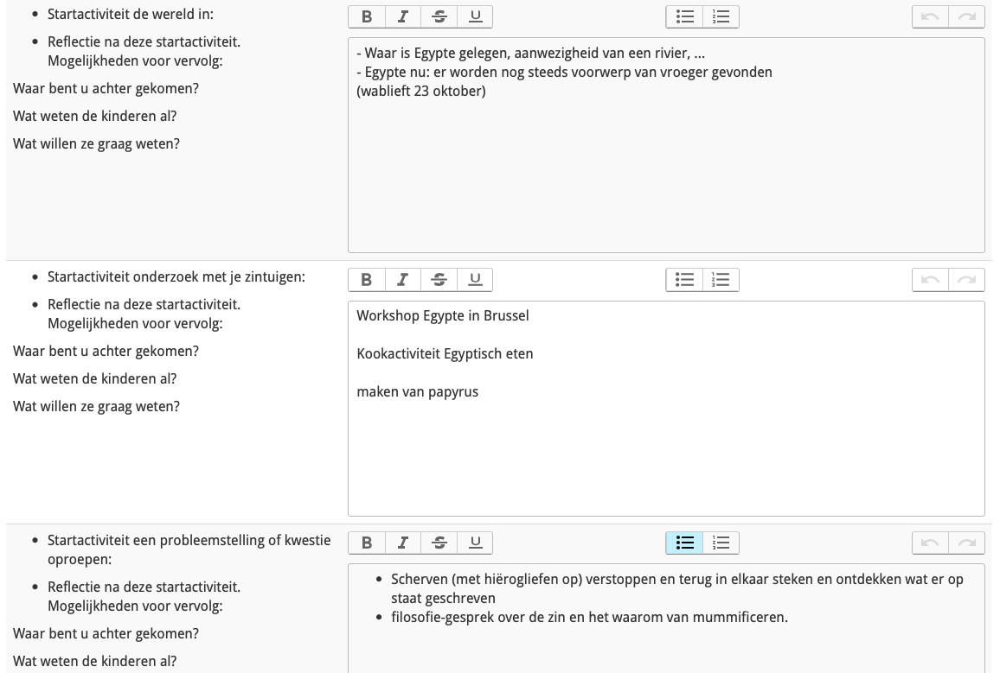 Startactiviteit de wereld in:
Reflectie na deze startactiviteit.
Mogelijkheden voor vervolg:
Waar bent u achter gekomen?
Wat weten de kinderen al?
Wat willen ze graag weten?
B I S U
- Waar is Egypte gelegen, aanwezigheid van een rivier, ...
- Egypte nu: er worden nog steeds voorwerp van vroeger gevonden
(wablieft 23 oktober)
Startactiviteit onderzoek met je zintuigen:
Reflectie na deze startactiviteit.
Mogelijkheden voor vervolg:
Waar bent u achter gekomen?
Wat weten de kinderen al?
Wat willen ze graag weten?
B I S U
Workshop Egypte in Brussel
Kookactiviteit Egyptisch eten
maken van papyrus
Startactiviteit een probleemstelling of kwestie
oproepen:
Reflectie na deze startactiviteit.
Mogelijkheden voor vervolg:
Waar bent u achter gekomen?
Wat weten de kinderen al?
B I S U
Scherven (met hiërogliefen op) verstoppen en terug in elkaar steken en ontdekken wat er op
staat geschreven
filosofie-gesprek over de zin en het waarom van mummificeren.